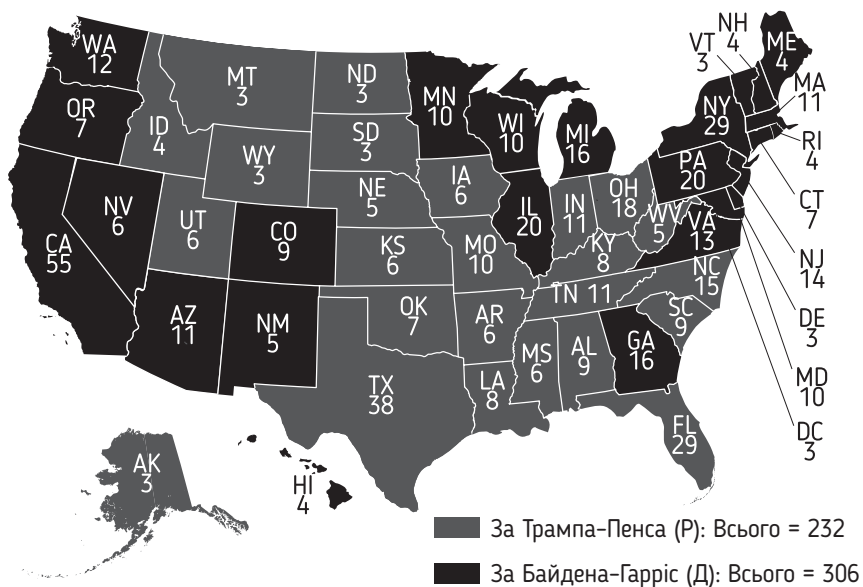 WA
12
OR
7
CA
55
NV
6
ID
4
MT
3
WY
3
UT
6
AZ
11
CO
9
NM
5
ND
3
SD
3
NE
5
KS
6
OK
7
TX
38
MN
10
IA
6
MO
10
AR
6
LA
8
WI
10
IL
20
MI
16
IN
11
OH
18
KY
8
TN 11
MS
6
AL
9
GA
16
FL
29
SC
9
NC
15
VA
13
WV
5
PA
20
NY
29
VT
3
NH
4
ME
4
MA
11
RI
4
CT
7
NJ
14
DE
3
MD
10
DC
3
AK
3
HI
4
За Трампа-Пенса (Р): Всього = 232
За Байдена-Гарріс (Д): Всього = 306